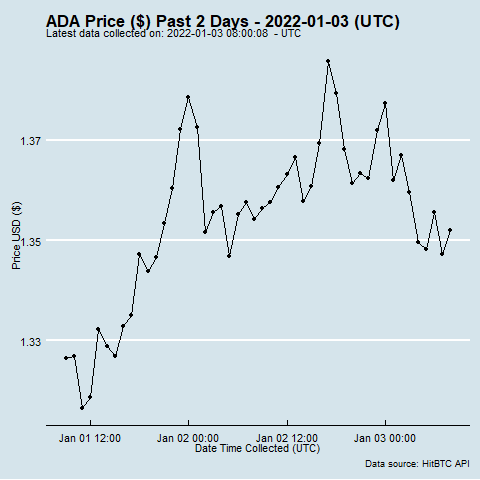 ADA Price ($) Past 2 Days - 2022-01-03 (UTC)
Latest data collected on: 2022-01-03 08:00:08 - UTC
Price USD ($)
1.37
1.35
1.33
Jan 01 12:00
Jan 02 00:00
Jan 02 12:00
Jan 03 00:00
Date Time Collected (UTC)
Data source: HitBTC API